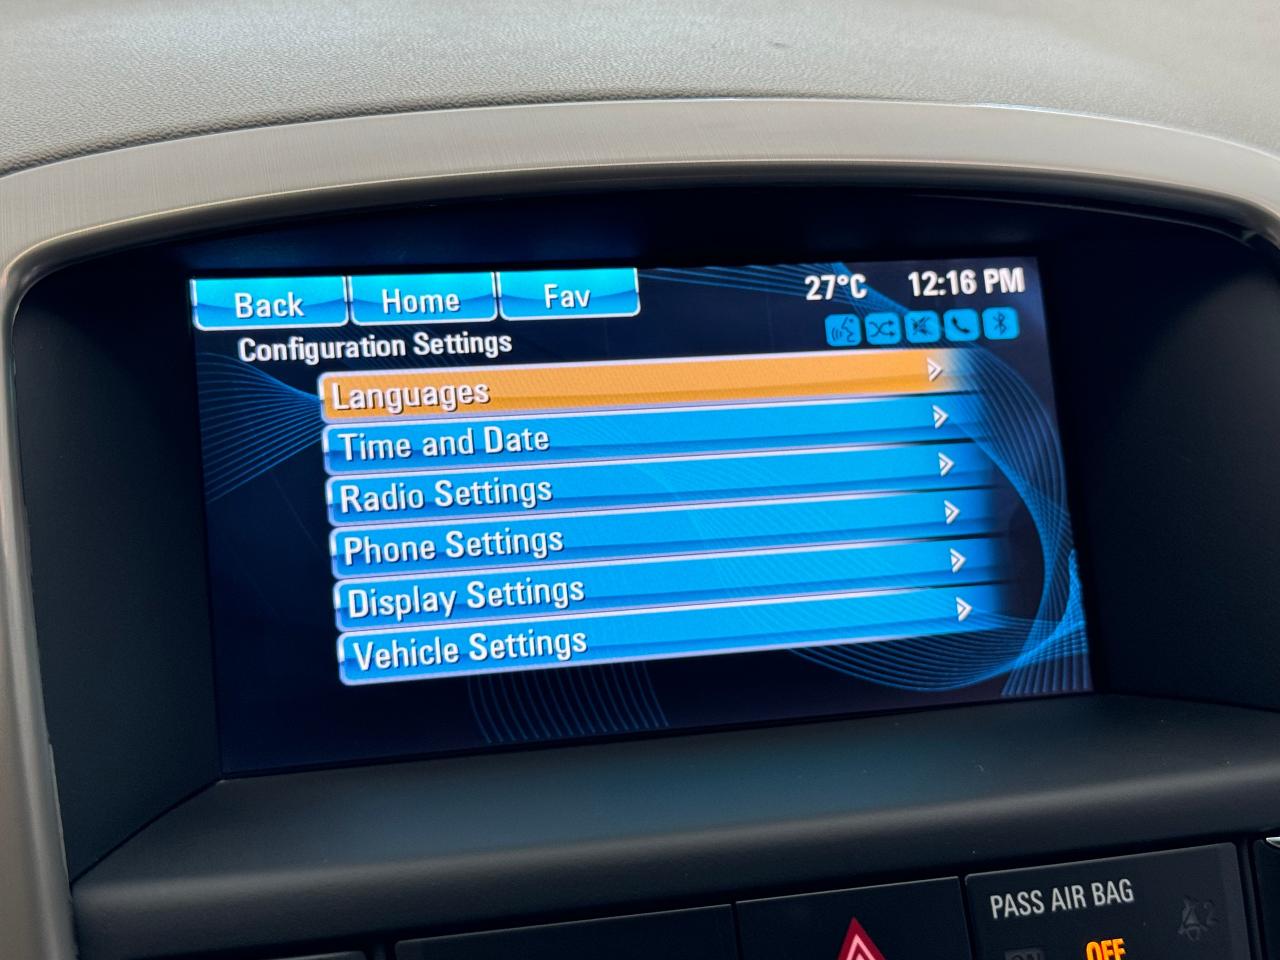 Back Home Fav 27°C 12:16 PM
Configuration Settings
Languages
Time and Date
Radio Settings
Phone Settings
Display Settings
Vehicle Settings
PASS AIR BAG
ON OFF